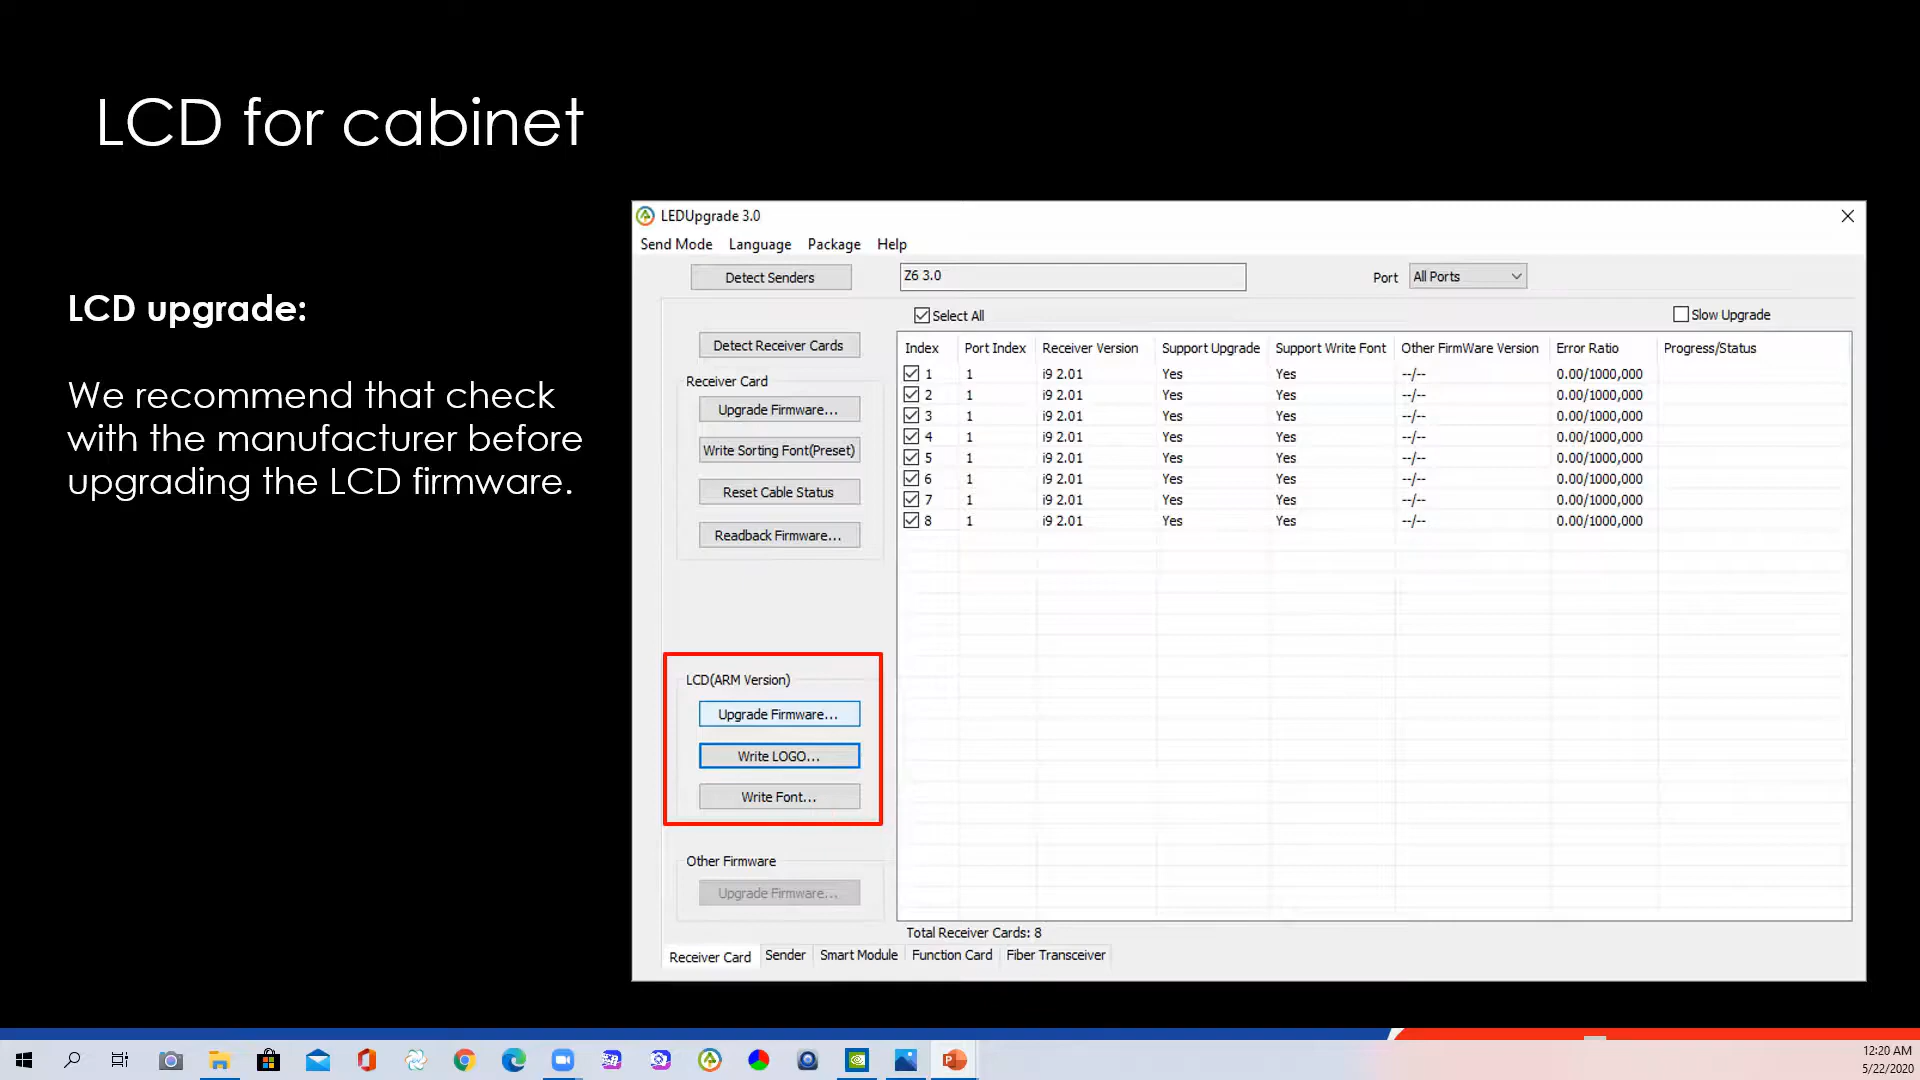 LCD for cabinet
LCD upgrade:
We recommend that check
with the manufacturer before
upgrading the LCD firmware.
LEDUpgrade 3.0
Send Mode Language Package Help
Detect Senders Z6 3.0 Port All Ports
Select All Slow Upgrade
Detect Receiver Cards
Receiver Card
Upgrade Firmware...
Write Sorting Font(Preset)
Reset Cable Status
Readback Firmware...
Index Port Index Receiver Version Support Upgrade Support Write Font Other FirmWare Version Error Ratio Progress/Status
1 1 i9 2.01 Yes Yes --/-- 0.00/1000,000
2 1 i9 2.01 Yes Yes --/-- 0.00/1000,000
3 1 i9 2.01 Yes Yes --/-- 0.00/1000,000
4 1 i9 2.01 Yes Yes --/-- 0.00/1000,000
5 1 i9 2.01 Yes Yes --/-- 0.00/1000,000
6 1 i9 2.01 Yes Yes --/-- 0.00/1000,000
7 1 i9 2.01 Yes Yes --/-- 0.00/1000,000
8 1 i9 2.01 Yes Yes --/-- 0.00/1000,000
LCD(ARM Version)
Upgrade Firmware...
Write LOGO...
Write Font...
Other Firmware
Upgrade Firmware...
Total Receiver Cards: 8
Receiver Card Sender Smart Module Function Card Fiber Transceiver
12:20 AM
5/22/2020